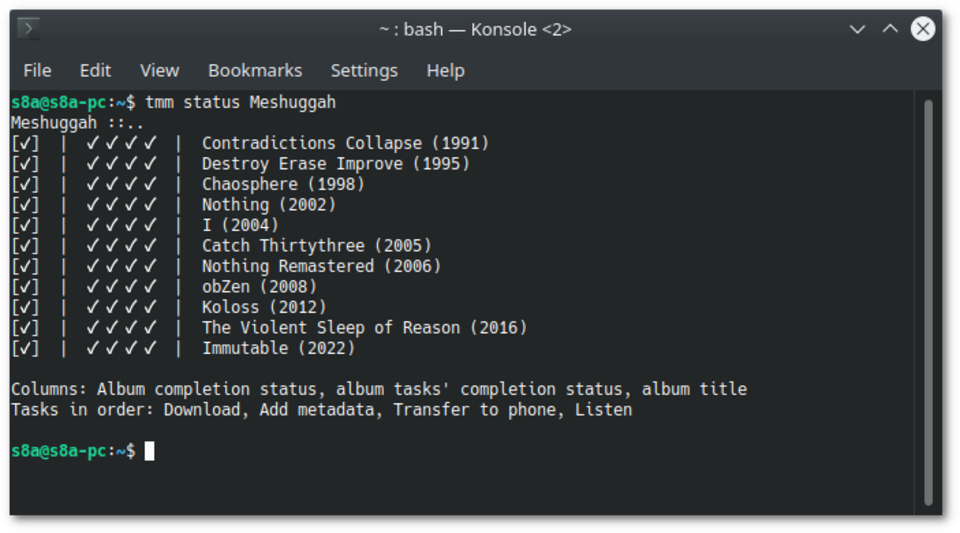 ~ : bash — Konsole <2>
File Edit View Bookmarks Settings Help
s8a@s8a-pc:~$ tmm status Meshuggah
Meshuggah ::..
[✓] | ✓✓✓✓ | Contradictions Collapse (1991)
[✓] | ✓✓✓✓ | Destroy Erase Improve (1995)
[✓] | ✓✓✓✓ | Chaosphere (1998)
[✓] | ✓✓✓✓ | Nothing (2002)
[✓] | ✓✓✓✓ | I (2004)
[✓] | ✓✓✓✓ | Catch Thirtythree (2005)
[✓] | ✓✓✓✓ | Nothing Remastered (2006)
[✓] | ✓✓✓✓ | obZen (2008)
[✓] | ✓✓✓✓ | Koloss (2012)
[✓] | ✓✓✓✓ | The Violent Sleep of Reason (2016)
[✓] | ✓✓✓✓ | Immutable (2022)
Columns: Album completion status, album tasks' completion status, album title
Tasks in order: Download, Add metadata, Transfer to phone, Listen
s8a@s8a-pc:~$